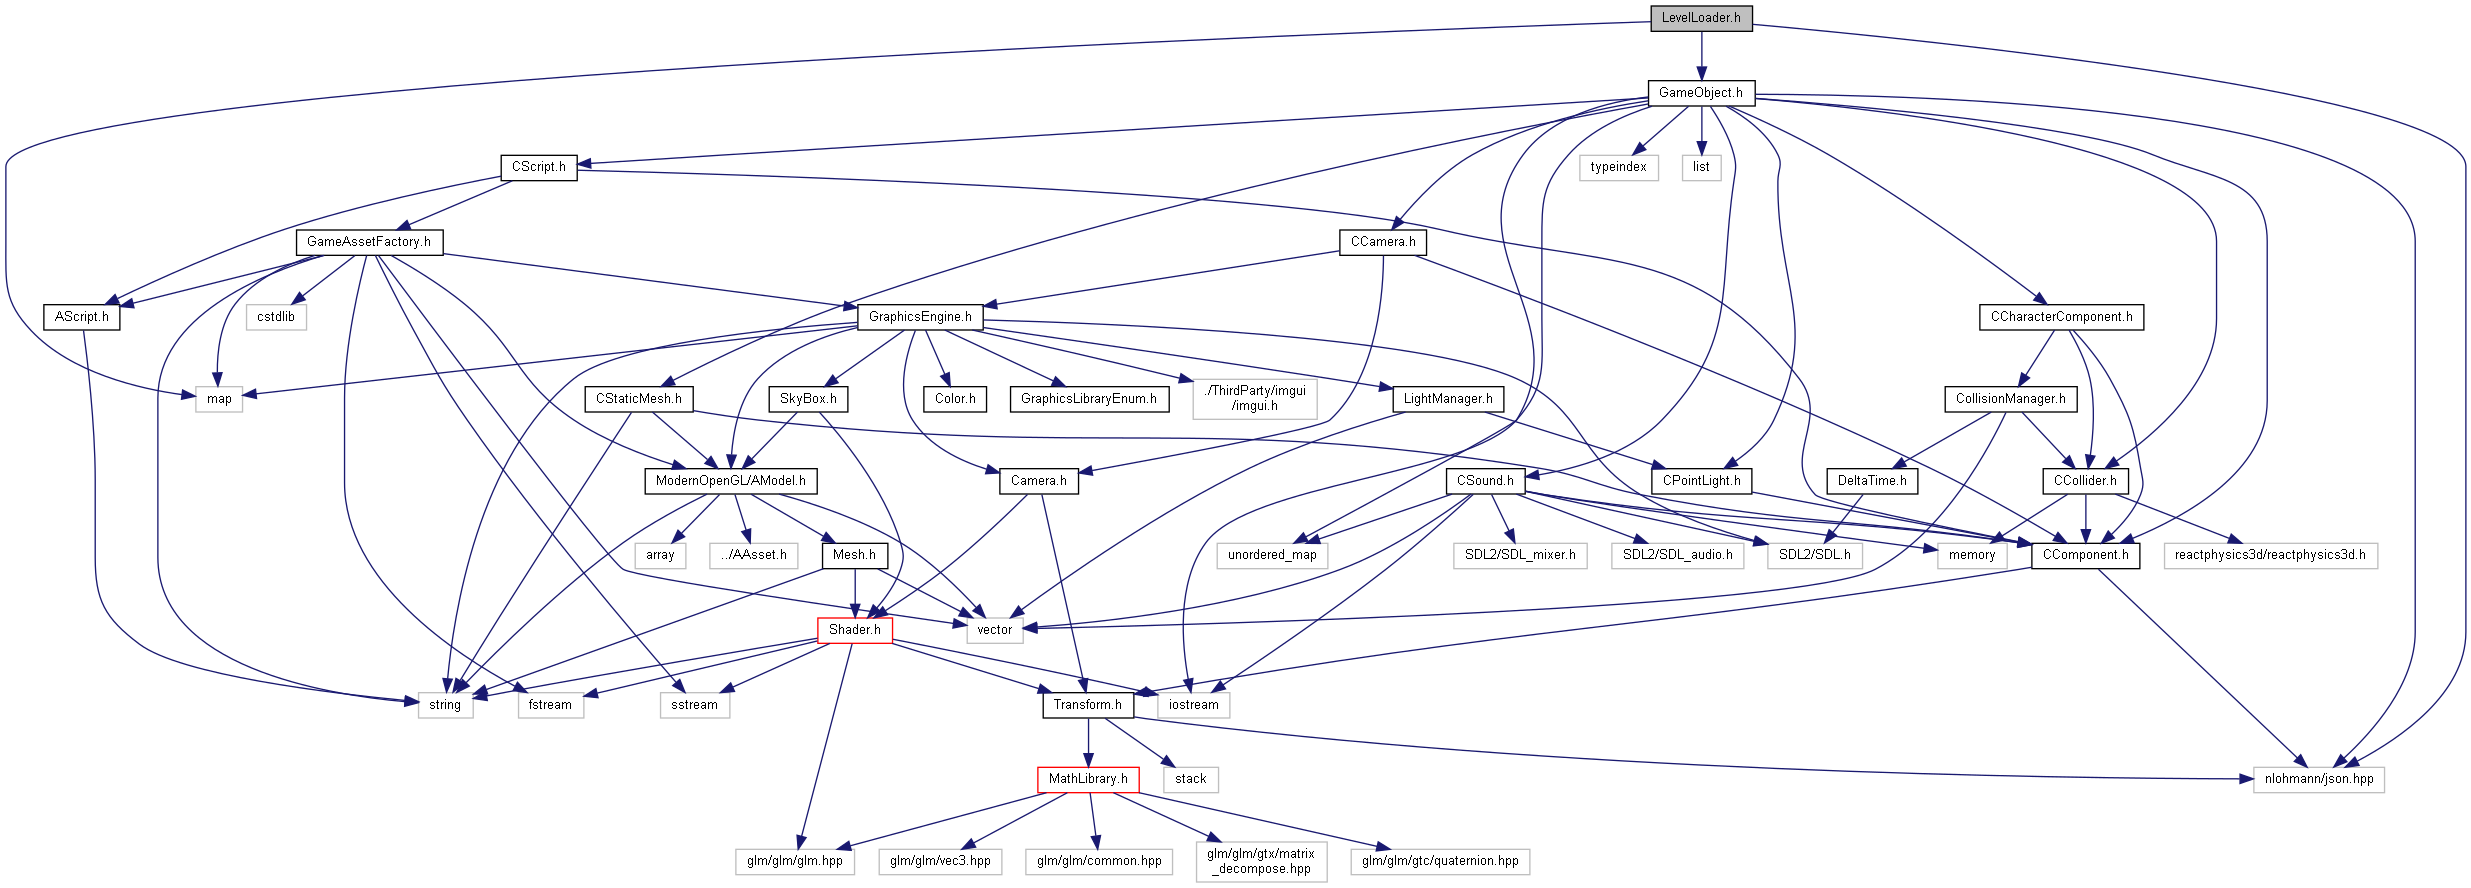 LevelLoader.h
GameObject.h
CScript.h
typeindex
list
GameAssetFactory.h
CCamera.h
AScript.h
cstdlib
GraphicsEngine.h
CCharacterComponent.h
map
CStaticMesh.h
SkyBox.h
Color.h
GraphicsLibraryEnum.h
./ThirdParty/imgui
/imgui.h
LightManager.h
CollisionManager.h
ModernOpenGL/AModel.h
Camera.h
CSound.h
CPointLight.h
DeltaTime.h
CCollider.h
array
../AAsset.h
Mesh.h
unordered_map
SDL2/SDL_mixer.h
SDL2/SDL_audio.h
SDL2/SDL.h
memory
CComponent.h
reactphysics3d/reactphysics3d.h
Shader.h
vector
string
fstream
sstream
Transform.h
iostream
MathLibrary.h
stack
nlohmann/json.hpp
glm/glm/glm.hpp
glm/glm/vec3.hpp
glm/glm/common.hpp
glm/glm/gtx/matrix
_decompose.hpp
glm/glm/gtc/quaternion.hpp